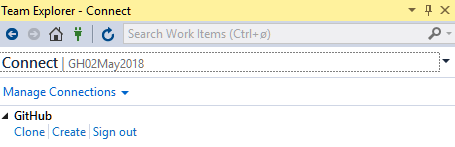 Team Explorer - Connect
Search Work Items (Ctrl+ø)
Connect | GH02May2018
Manage Connections
GitHub
Clone | Create | Sign out